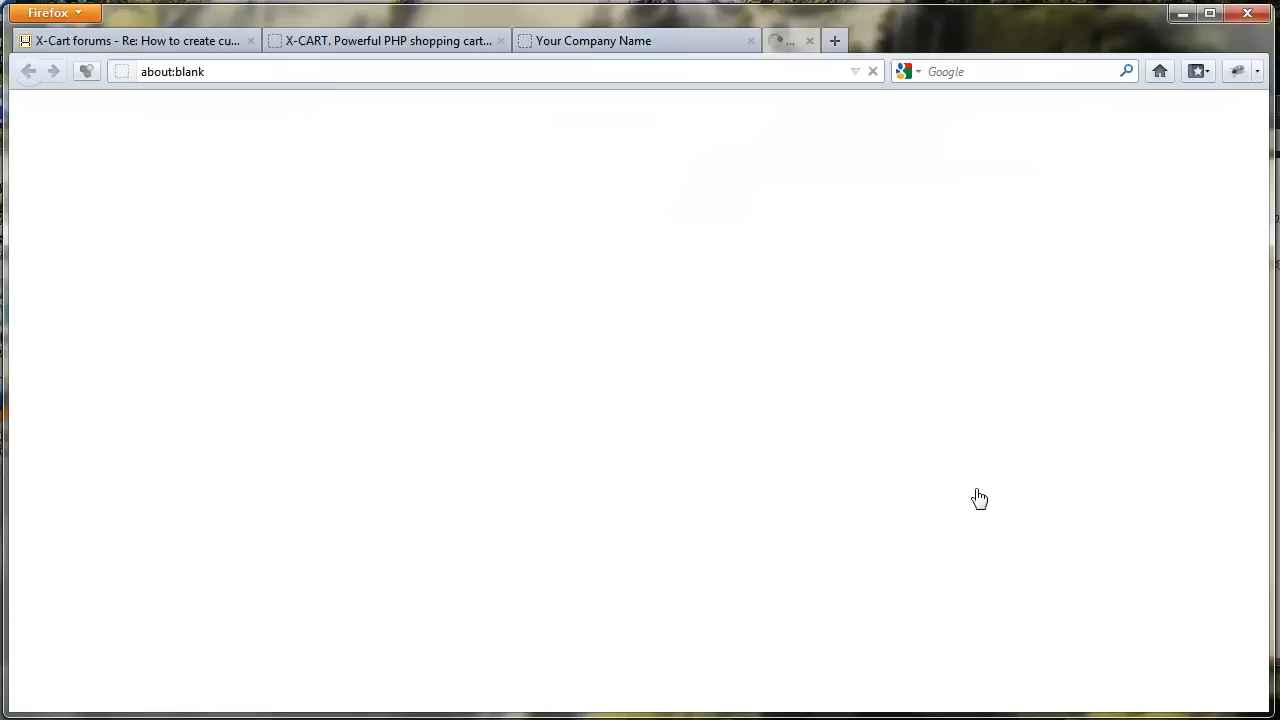 Firefox
X-Cart forums - Re: How to create cu...
X-CART. Powerful PHP shopping cart...
Your Company Name
...
about:blank
Google